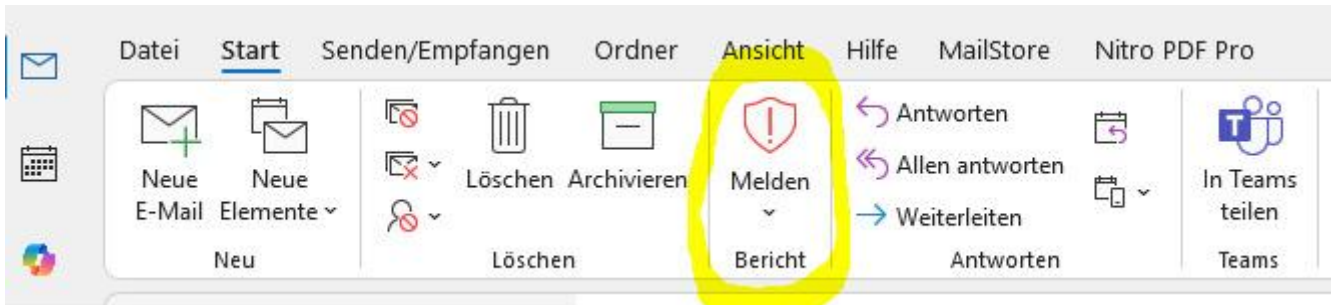 Datei Start Senden/Empfangen Ordner Ansicht Hilfe MailStore Nitro PDF Pro
Neue
E-Mail
Neue
Elemente
Neu
Löschen
Archivieren
Löschen
Melden
Bericht
Antworten
Allen antworten
Weiterleiten
Antworten
In Teams
teilen
Teams